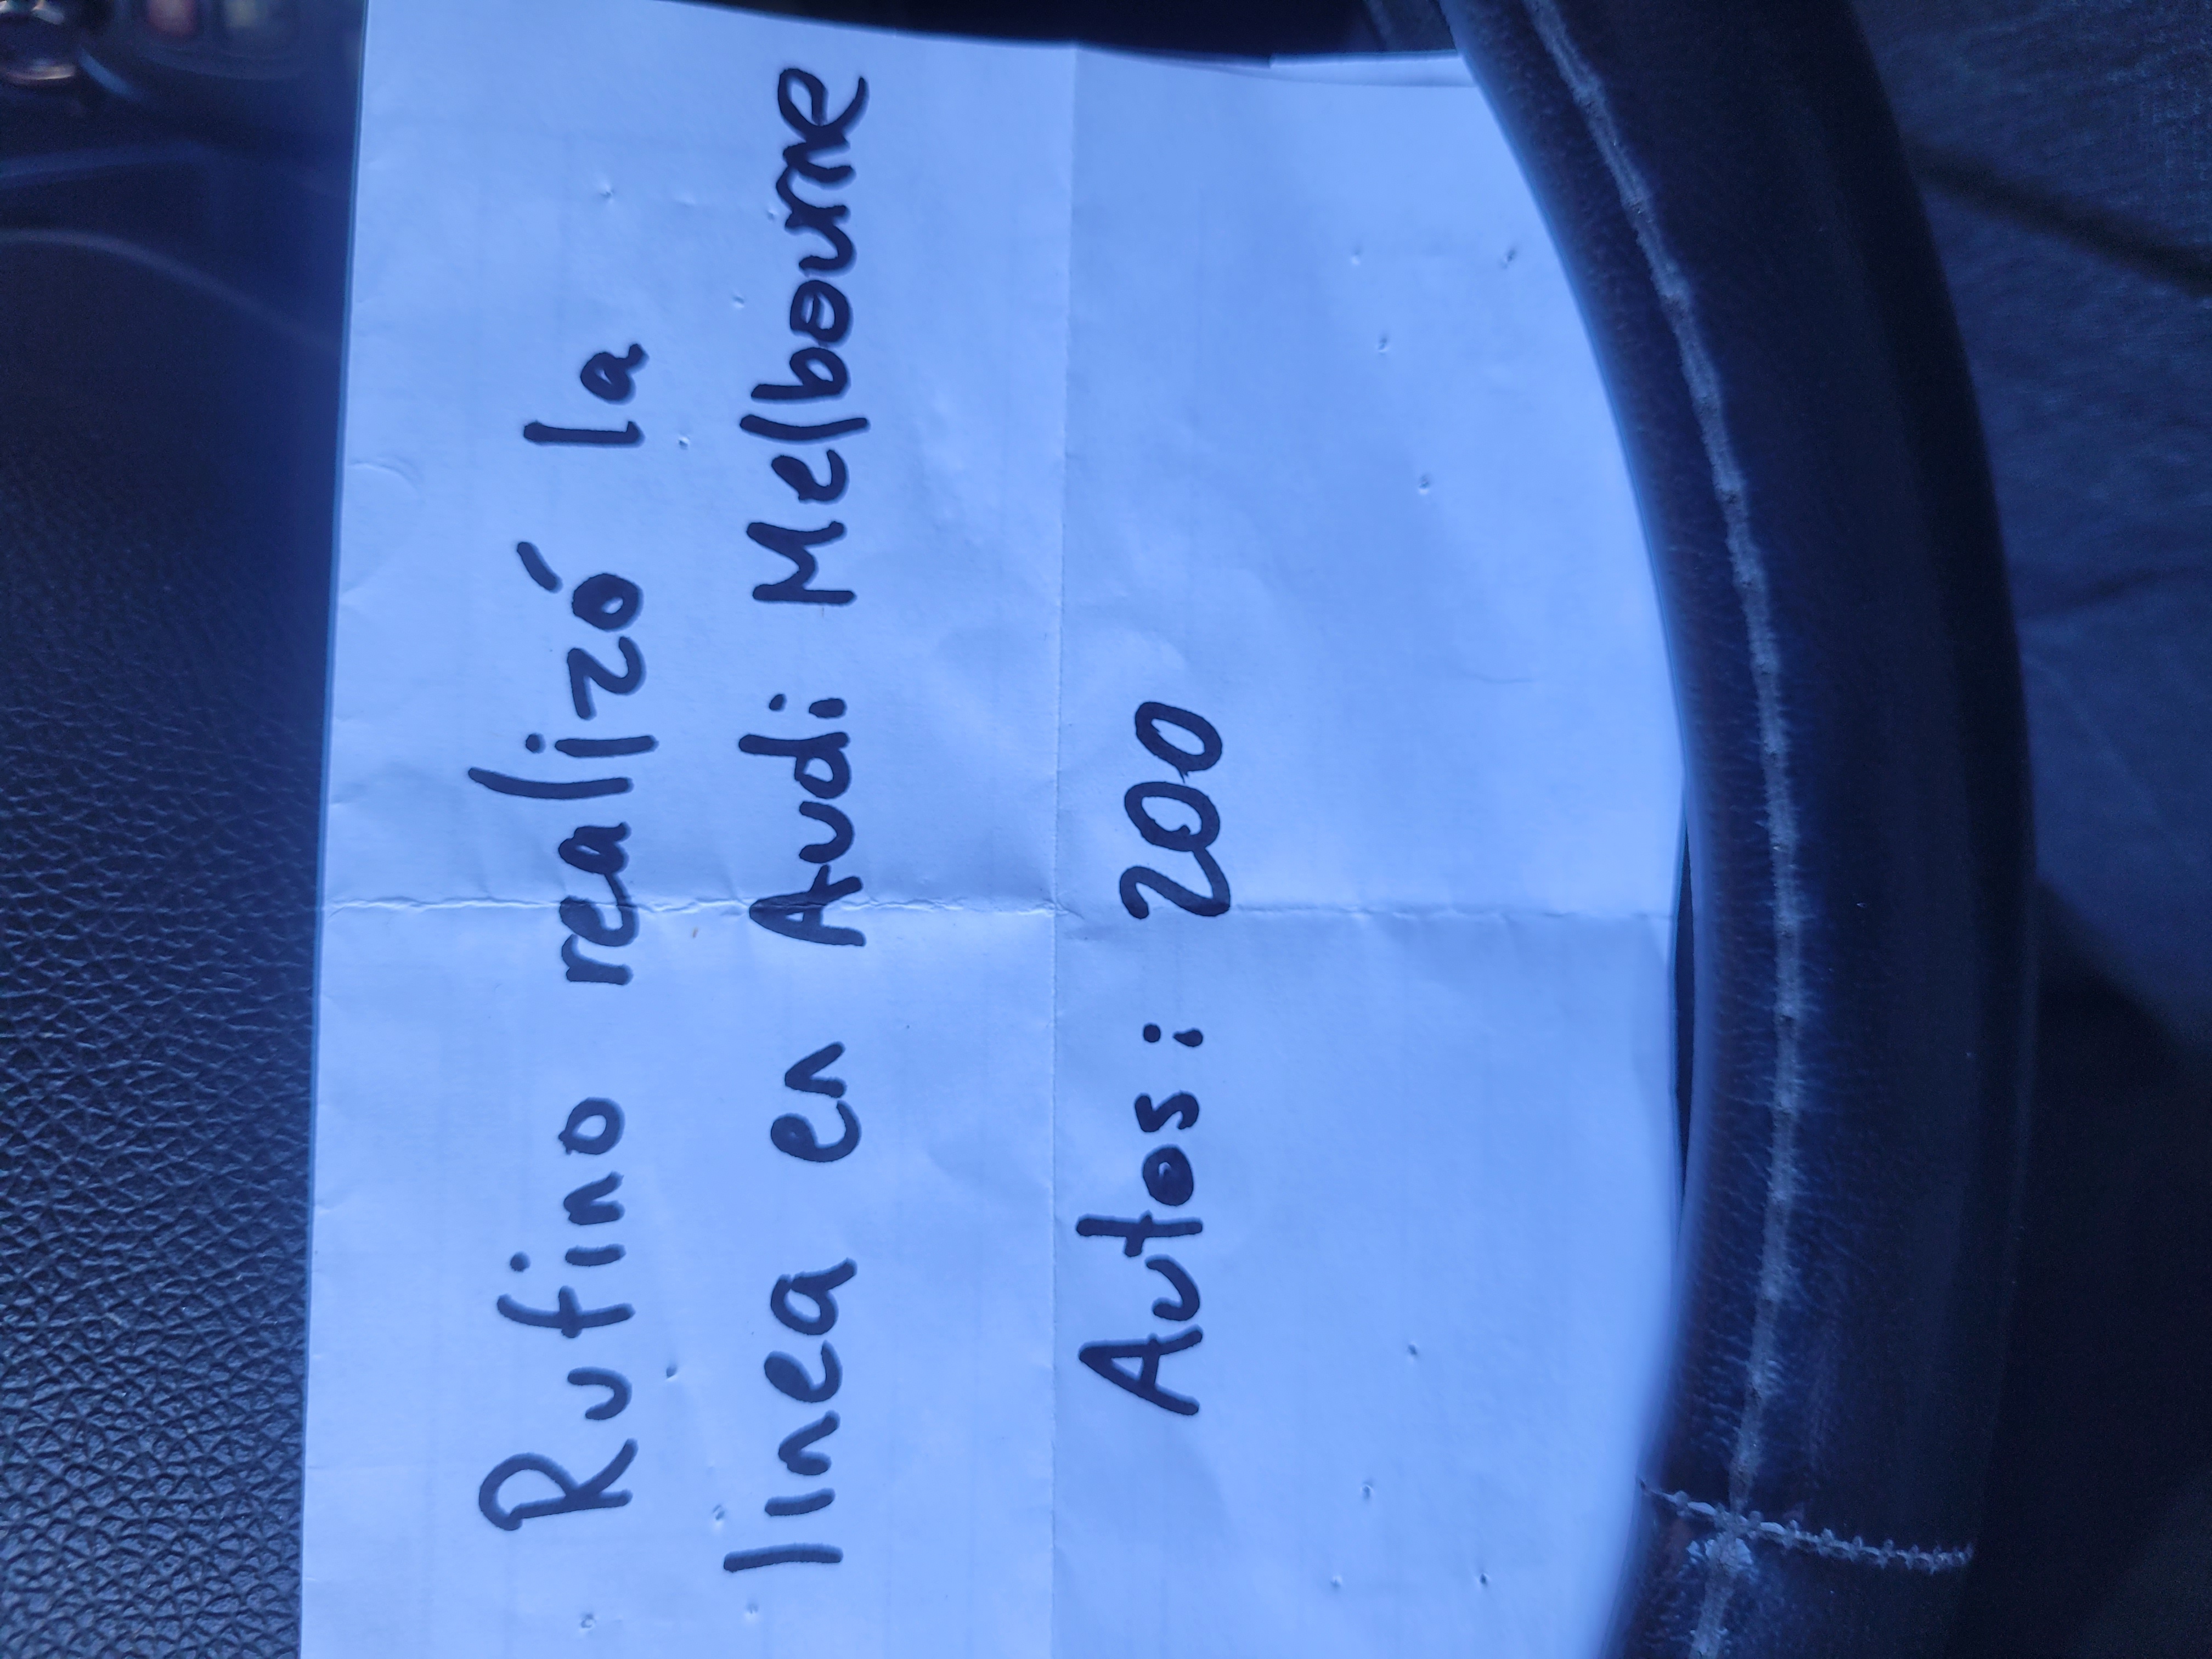 Rufino realizó la
linea en Audi Melbourne
Autos: 200